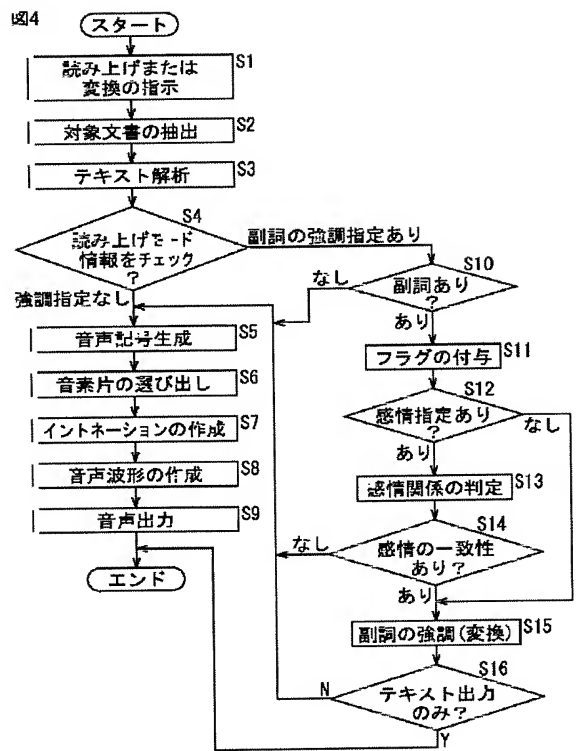 図4
スタート
読み上げまたは
変換の指示
S1
対象文書の抽出
S2
テキスト解析
S3
S4
読み上げモード
情報をチェック
?
副詞の強調指定あり
強調指定なし
音声記号生成
S5
音素片の選び出し
S6
イントネーションの作成
S7
音声波形の作成
S8
音声出力
S9
エンド
S10
副詞あり
?
なし
あり
フラグの付与
S11
S12
感情指定あり
?
なし
あり
感情関係の判定
S13
S14
感情の一致性
あり?
なし
あり
副詞の強調(変換)
S15
S16
テキスト出力
のみ?
N
Y